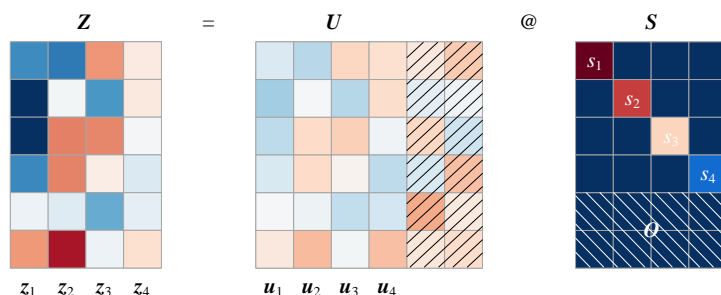 Z = U @ S
s₁
s₂
s₃
s₄
O
z₁ z₂ z₃ z₄ u₁ u₂ u₃ u₄